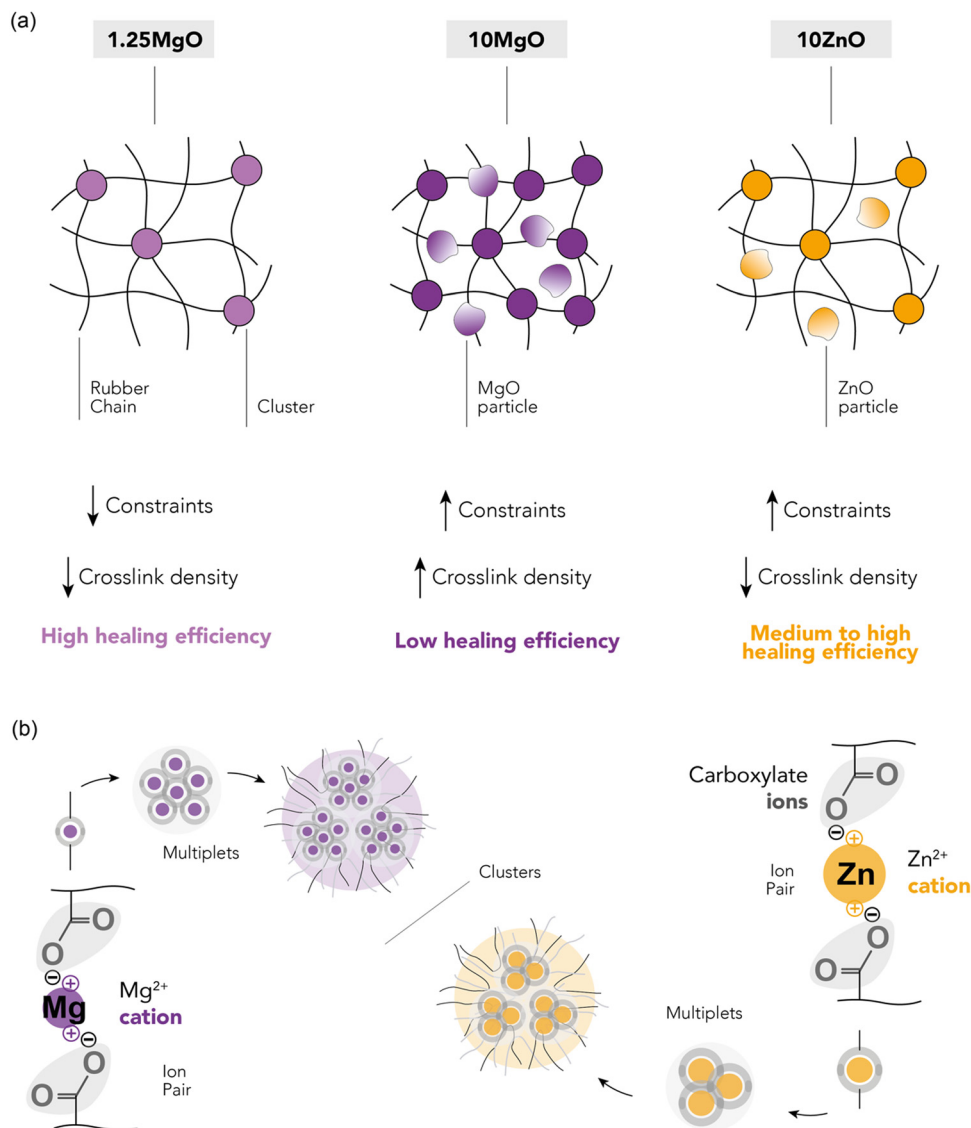 (a)
1.25MgO
10MgO
10ZnO
Rubber
Chain
Cluster
MgO
particle
ZnO
particle
↓ Constraints
↑ Constraints
↑ Constraints
↓ Crosslink density
↑ Crosslink density
↓ Crosslink density
High healing efficiency
Low healing efficiency
Medium to high
healing efficiency
(b)
Multiplets
Clusters
Carboxylate
ions
O
O
⊖
⊕
Ion
Pair
Zn
Zn²⁺
cation
⊕
⊖
O
O
O
O
⊖
⊕
Mg
Mg²⁺
cation
⊕
⊖
O
O
Ion
Pair
Multiplets